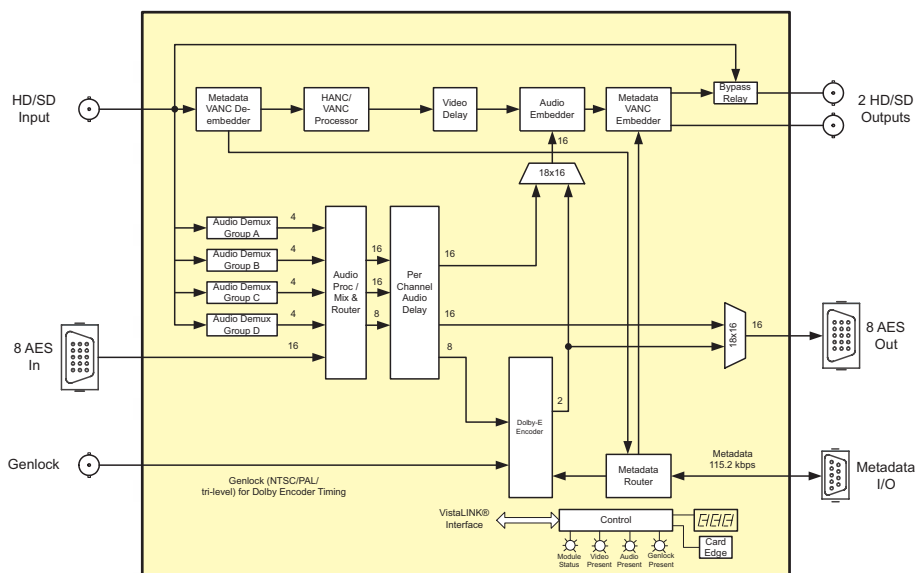 HD/SD
Input
Metadata
VANC De-
embedder
HANC/
VANC
Processor
Video
Delay
Audio
Embedder
Metadata
VANC
Embedder
Bypass
Relay
2 HD/SD
Outputs
16
18x16
Audio Demux
Group A
4
Audio Demux
Group B
4
Audio Demux
Group C
4
Audio Demux
Group D
4
Audio
Proc /
Mix &
Router
16
16
8
Per
Channel
Audio
Delay
16
16
8
8 AES
In
16
18x16
16
8 AES
Out
Dolby-E
Encoder
2
Genlock
Genlock (NTSC/PAL/
tri-level) for Dolby Encoder Timing
Metadata
Router
Metadata
115.2 kbps
Metadata
I/O
VistaLINK®
Interface
Control
Card
Edge
Module
Status
Video
Present
Audio
Present
Genlock
Present